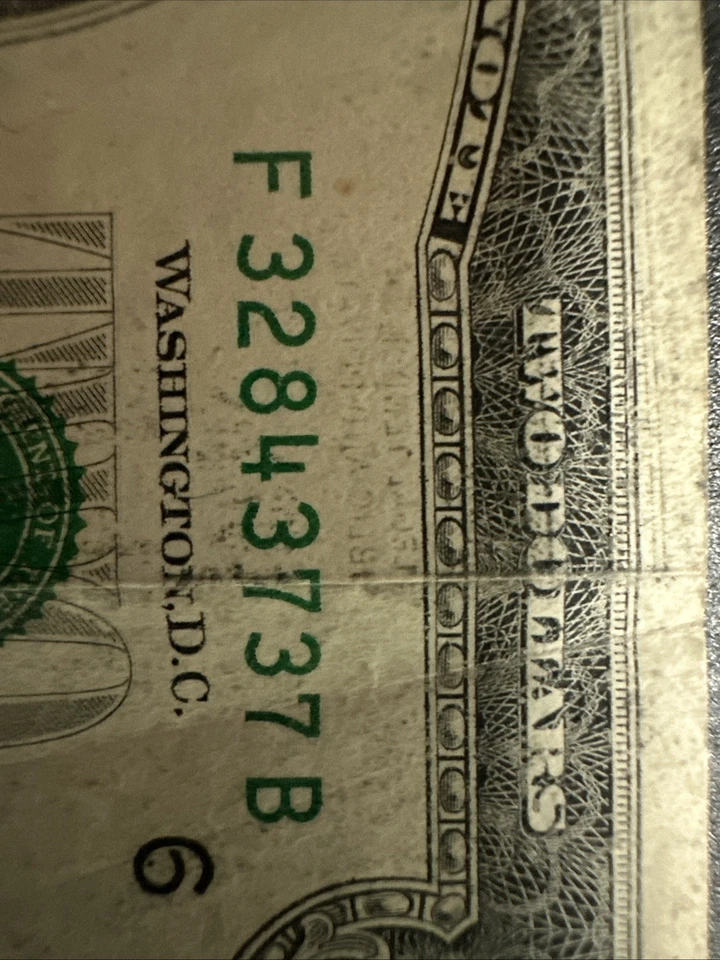 TWO DOLLARS
F 32843737 B
WASHINGTON, D.C.
6